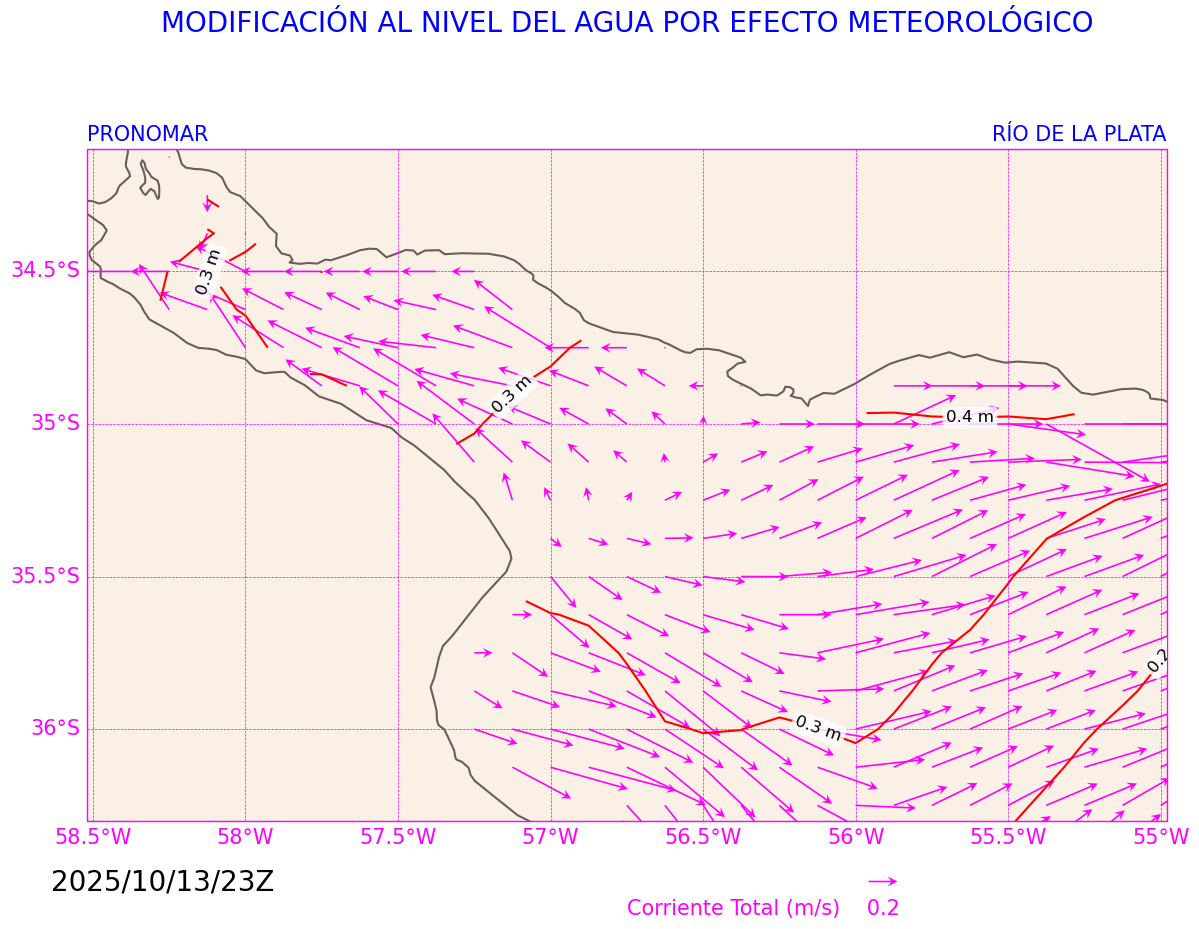 MODIFICACIÓN AL NIVEL DEL AGUA POR EFECTO METEOROLÓGICO
PRONOMAR
RÍO DE LA PLATA
0.3 m
34.5°S
0.3 m
0.4 m
35°S
35.5°S
0.2
0.3 m
36°S
58.5°W 58°W 57.5°W 57°W 56.5°W 56°W 55.5°W 55°W
2025/10/13/23Z
Corriente Total (m/s) 0.2